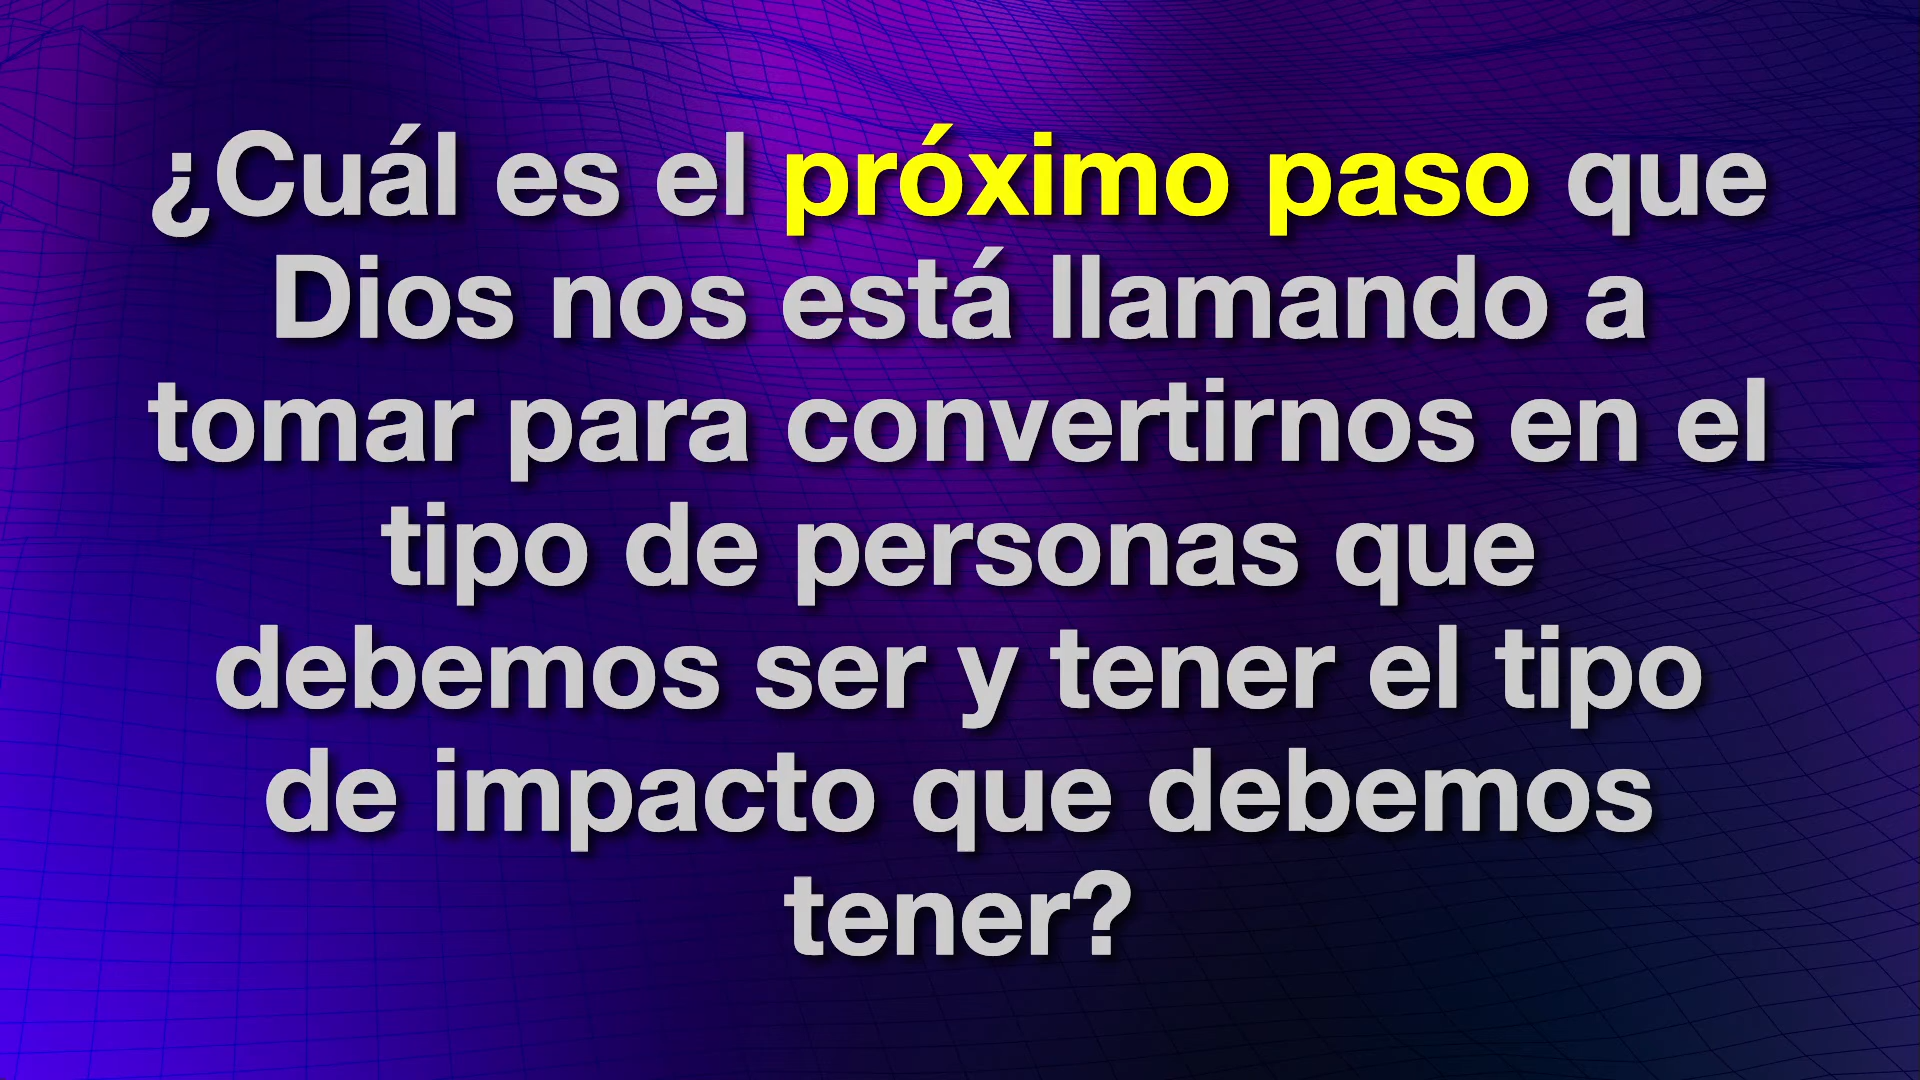 ¿Cuál es el próximo paso que
Dios nos está llamando a
tomar para convertirnos en el
tipo de personas que
debemos ser y tener el tipo
de impacto que debemos
tener?